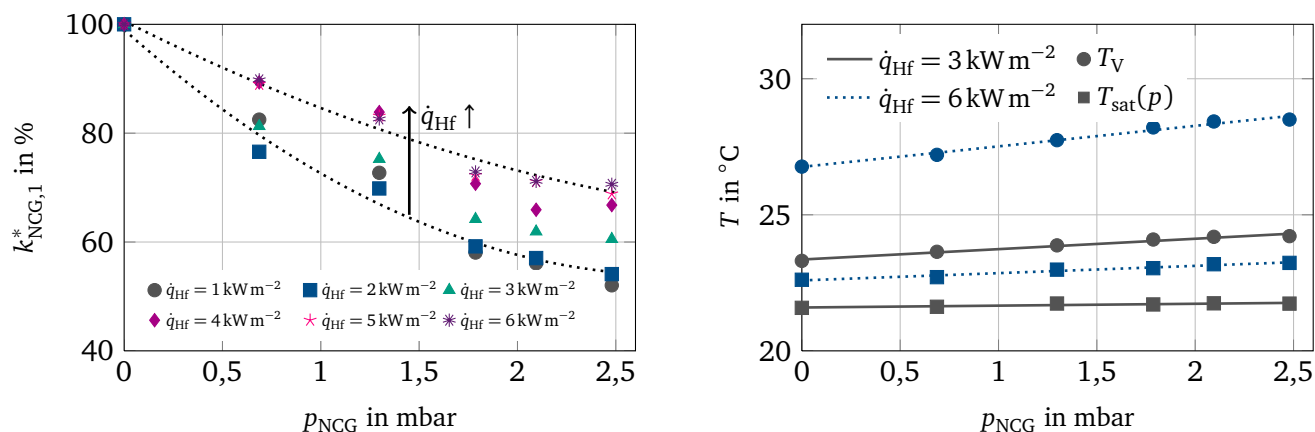 100
80
60
40
0
0,5
1
1,5
2
2,5
k*NCG,1 in %
pNCG in mbar
q̇Hf ↑
q̇Hf = 1 kW m−2
q̇Hf = 2 kW m−2
q̇Hf = 3 kW m−2
q̇Hf = 4 kW m−2
q̇Hf = 5 kW m−2
q̇Hf = 6 kW m−2
30
25
20
0
0,5
1
1,5
2
2,5
T in °C
pNCG in mbar
q̇Hf = 3 kW m−2
TV
q̇Hf = 6 kW m−2
Tsat(p)